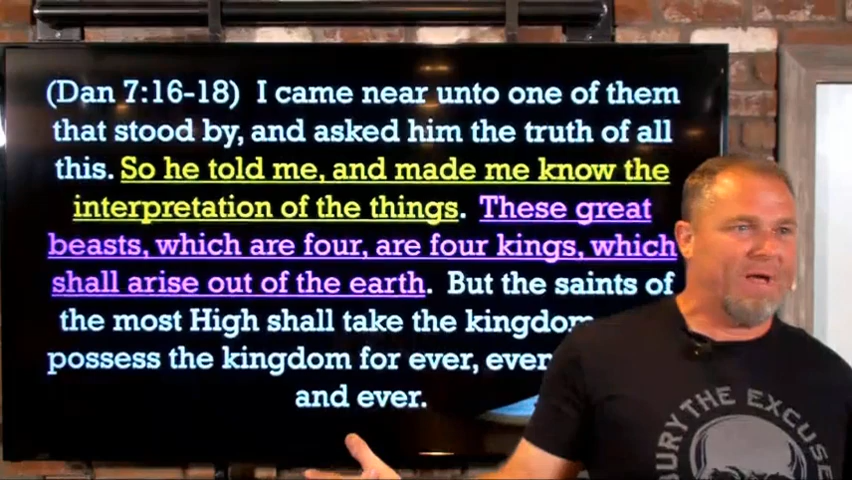 (Dan 7:16-18) I came near unto one of them
that stood by, and asked him the truth of all
this. So he told me, and made me know the
interpretation of the things. These great
beasts, which are four, are four kings, which
shall arise out of the earth. But the saints of
the most High shall take the kingdom
possess the kingdom for ever, even
and ever.
BURY THE EXCUSE